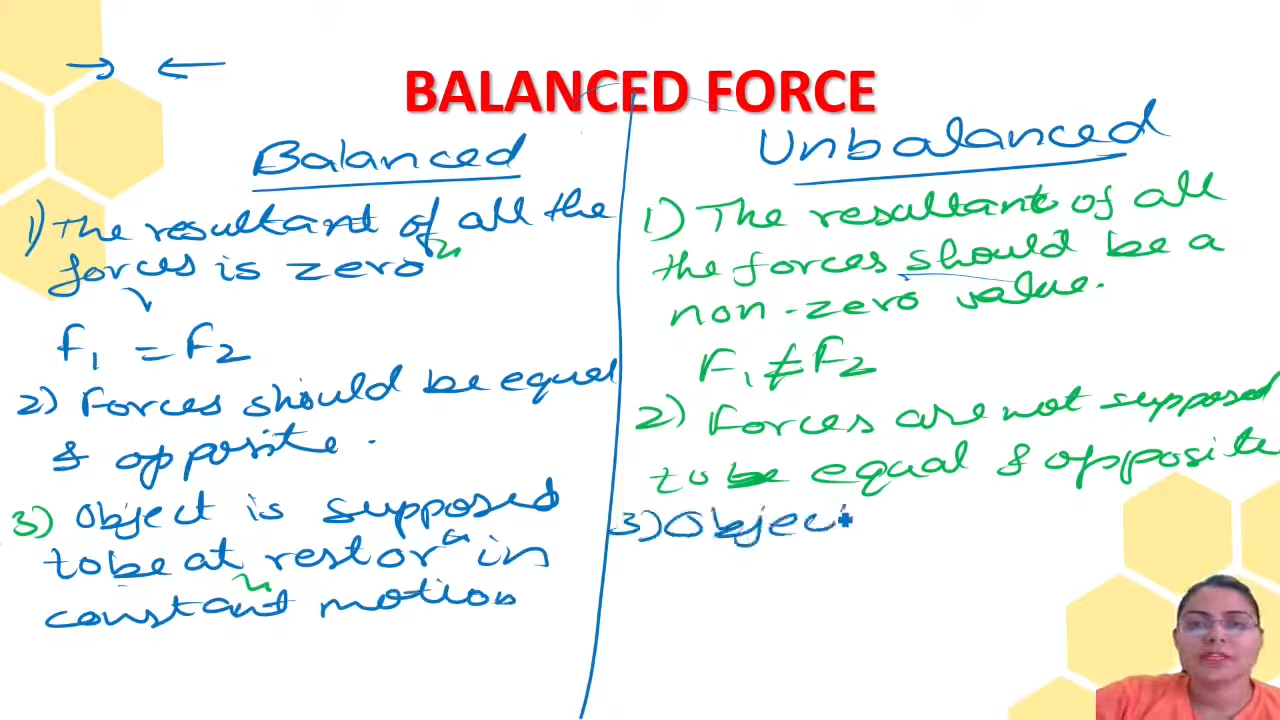 BALANCED FORCE
Balanced
1) The resultant of all the
forces is zero
F1 = F2
2) Forces should be equal
& opposite.
3) Object is supposed
to be at rest or in
constant motion
Unbalanced
1) The resultant of all
the forces should be a
non-zero value.
F1 ≠ F2
2) Forces are not supposed
to be equal & opposite
3) Objec